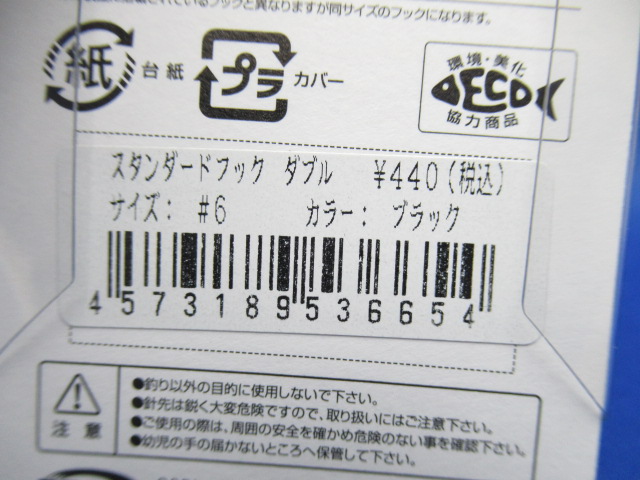 されているフックと異なりますが同サイズのフックになります。
紙 台紙
プラ カバー
環境・美化
ECO
協力商品
スタンダードフック ダブル ¥440(税込)
サイズ: #6 カラー: ブラック
4573189536654
注意
●釣り以外の目的に使用しないで下さい。
●針先は鋭く大変危険ですので、取り扱いにはご注意下さい。
●ご使用の際は、周囲の安全を確かめ危険のない事を確認下さい。
●幼児の手の届かないところへ保管して下さい。